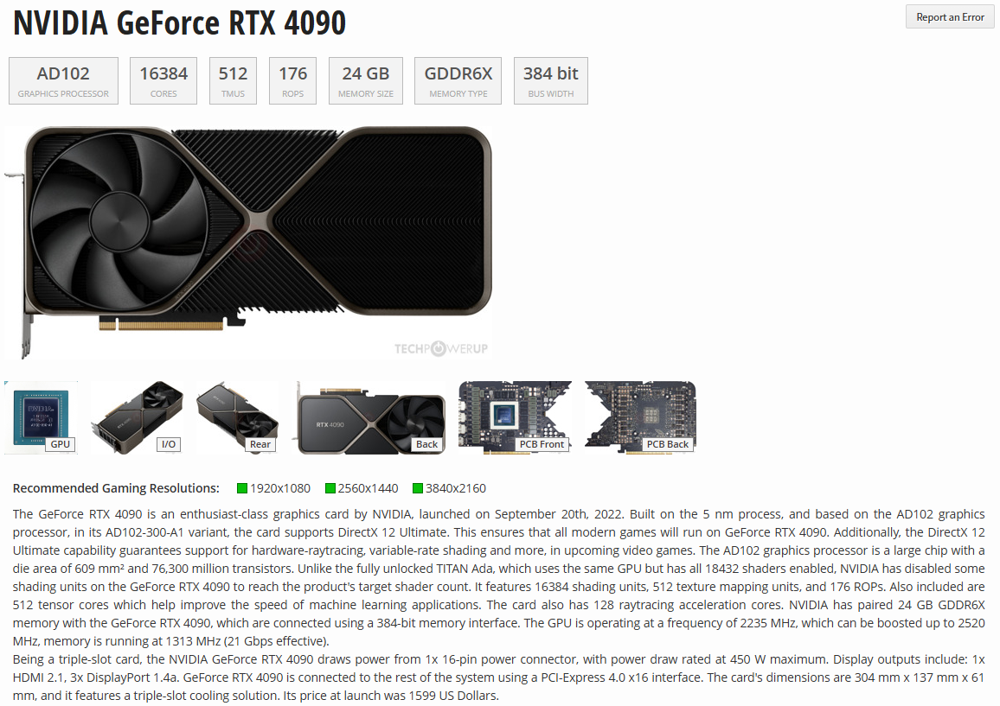 NVIDIA GeForce RTX 4090
Report an Error
AD102
GRAPHICS PROCESSOR
16384
CORES
512
TMUS
176
ROPS
24 GB
MEMORY SIZE
GDDR6X
MEMORY TYPE
384 bit
BUS WIDTH
TECHPOWERUP
NVIDIA
GPU
I/O
Rear
RTX 4090
Back
PCB Front
PCB Back
Recommended Gaming Resolutions: 1920x1080 2560x1440 3840x2160
The GeForce RTX 4090 is an enthusiast-class graphics card by NVIDIA, launched on September 20th, 2022. Built on the 5 nm process, and based on the AD102 graphics
processor, in its AD102-300-A1 variant, the card supports DirectX 12 Ultimate. This ensures that all modern games will run on GeForce RTX 4090. Additionally, the DirectX 12
Ultimate capability guarantees support for hardware-raytracing, variable-rate shading and more, in upcoming video games. The AD102 graphics processor is a large chip with a
die area of 609 mm² and 76,300 million transistors. Unlike the fully unlocked TITAN Ada, which uses the same GPU but has all 18432 shaders enabled, NVIDIA has disabled some
shading units on the GeForce RTX 4090 to reach the product's target shader count. It features 16384 shading units, 512 texture mapping units, and 176 ROPs. Also included are
512 tensor cores which help improve the speed of machine learning applications. The card also has 128 raytracing acceleration cores. NVIDIA has paired 24 GB GDDR6X
memory with the GeForce RTX 4090, which are connected using a 384-bit memory interface. The GPU is operating at a frequency of 2235 MHz, which can be boosted up to 2520
MHz, memory is running at 1313 MHz (21 Gbps effective).
Being a triple-slot card, the NVIDIA GeForce RTX 4090 draws power from 1x 16-pin power connector, with power draw rated at 450 W maximum. Display outputs include: 1x
HDMI 2.1, 3x DisplayPort 1.4a. GeForce RTX 4090 is connected to the rest of the system using a PCI-Express 4.0 x16 interface. The card's dimensions are 304 mm x 137 mm x 61
mm, and it features a triple-slot cooling solution. Its price at launch was 1599 US Dollars.